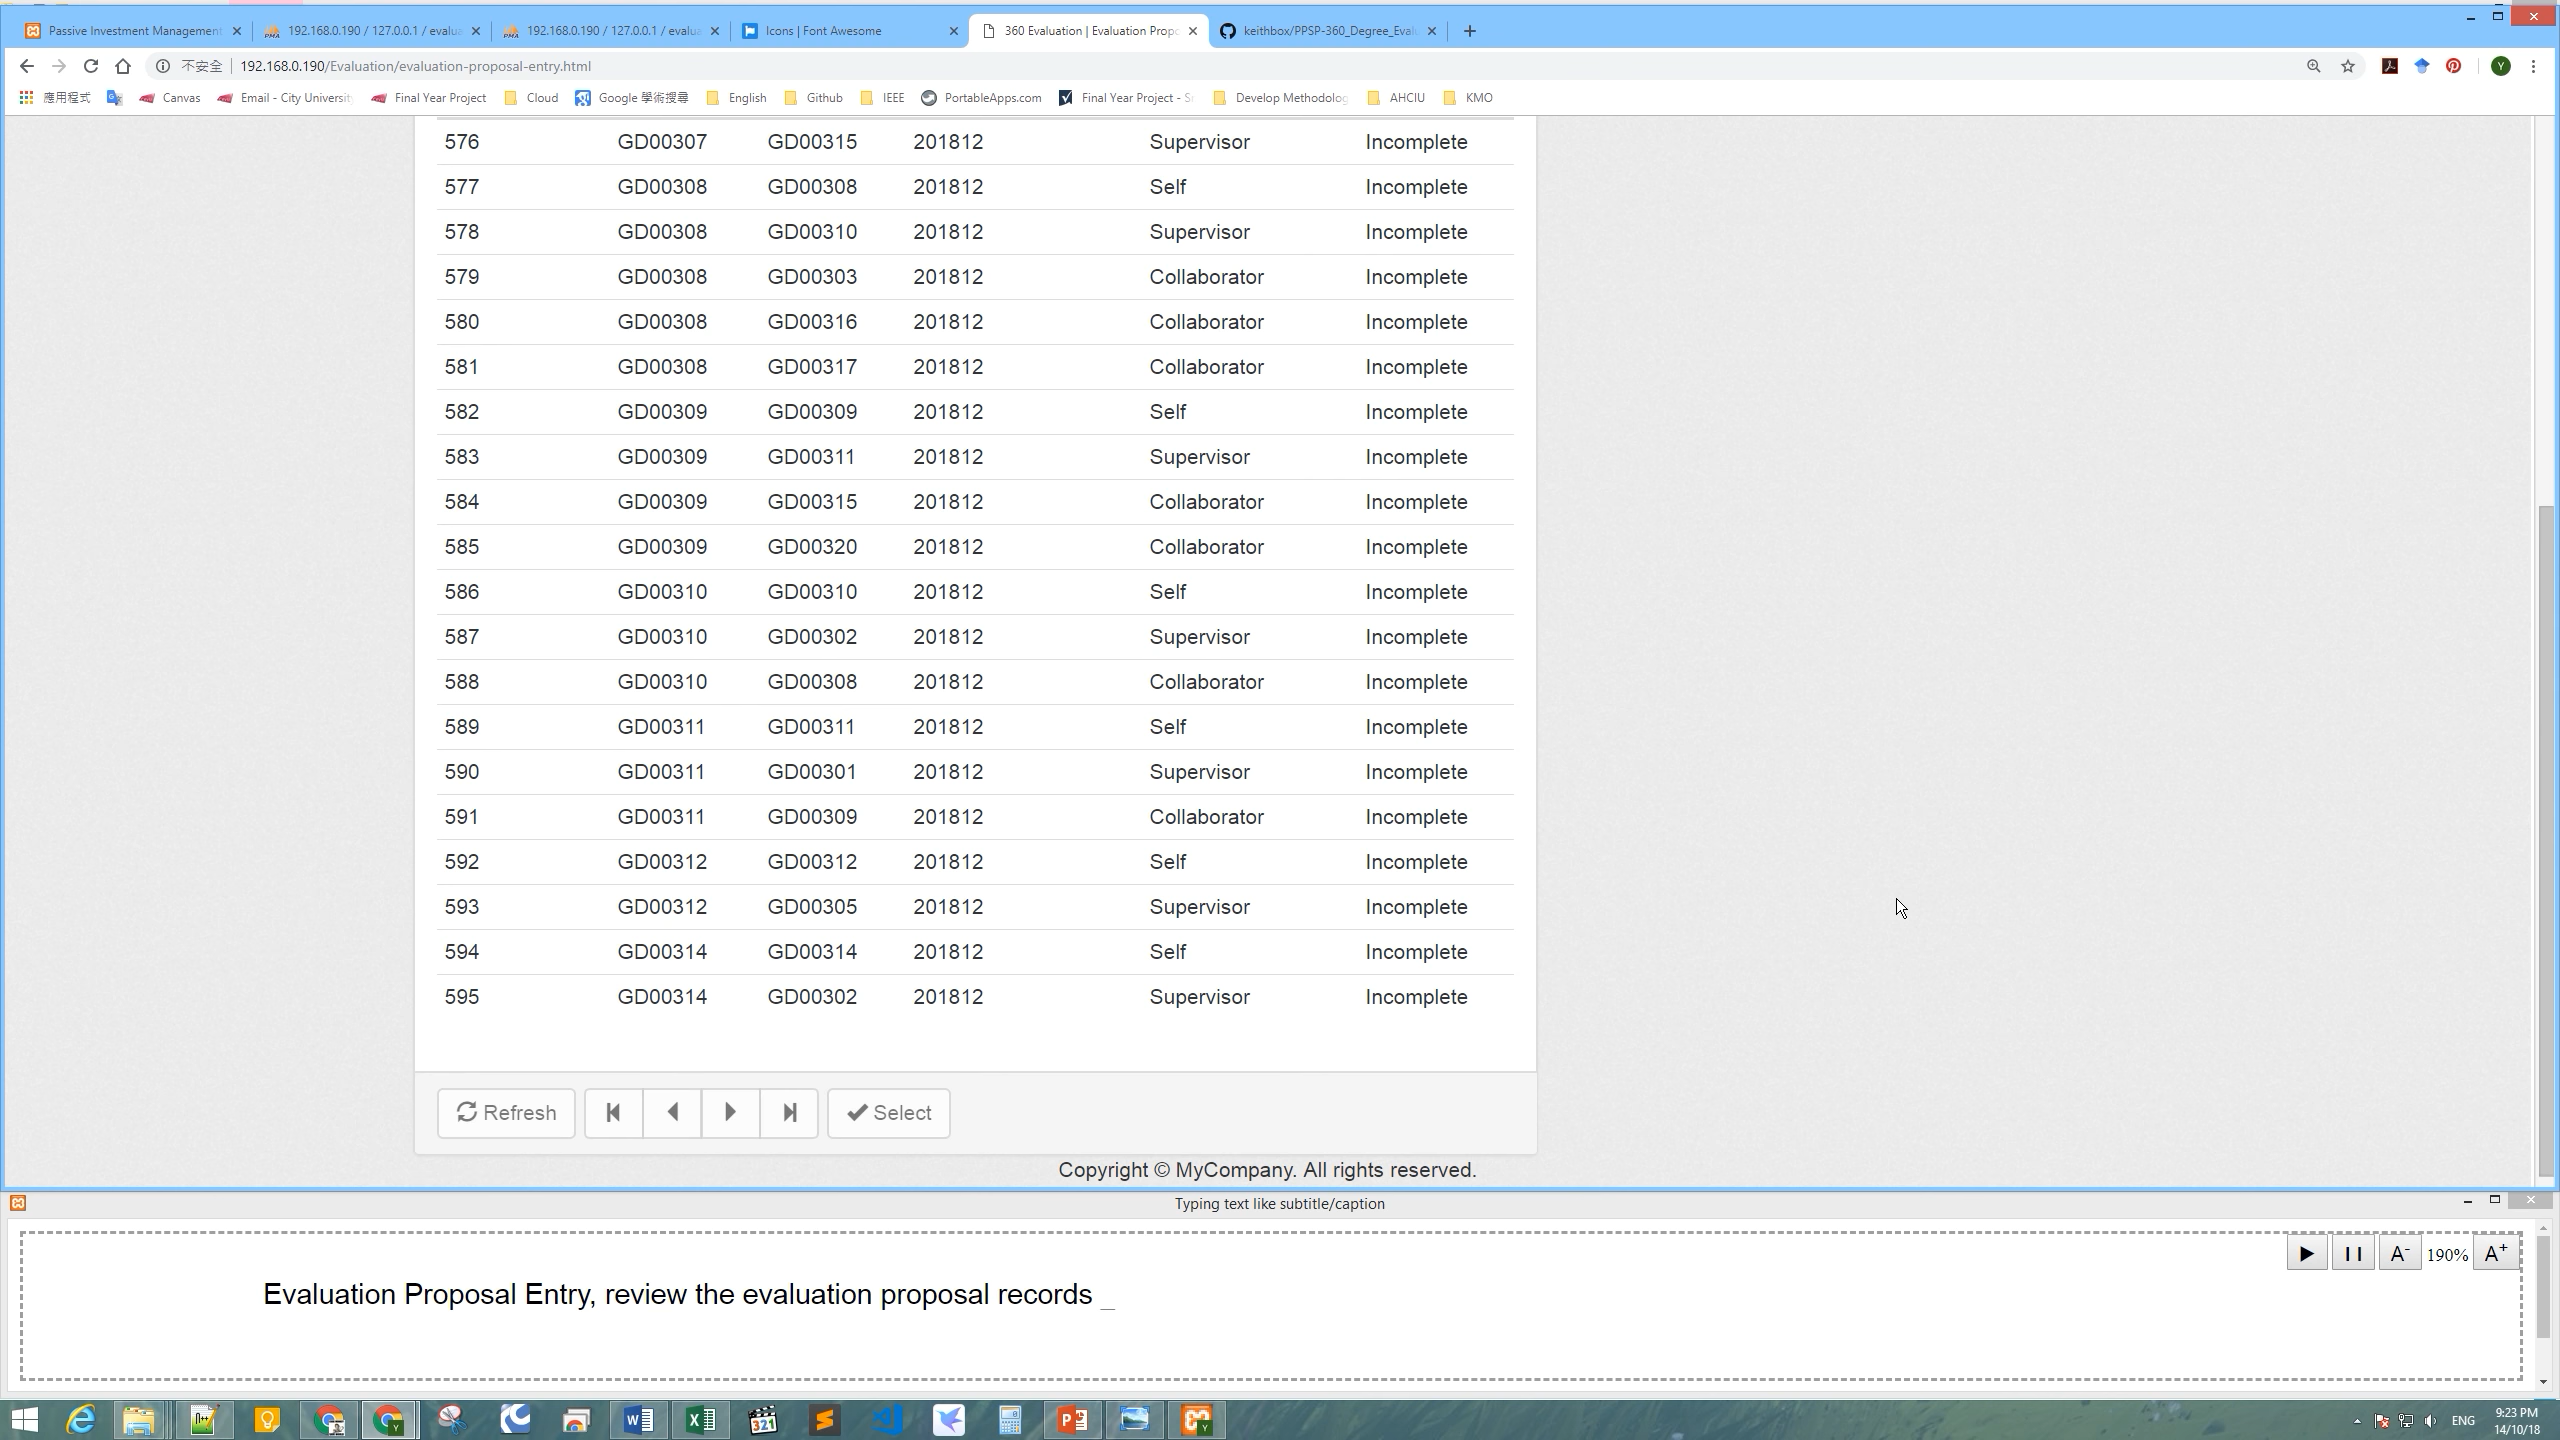 Passive Investment Management
192.168.0.190 / 127.0.0.1 / evalua
192.168.0.190 / 127.0.0.1 / evalua
Icons | Font Awesome
360 Evaluation | Evaluation Propo
keithbox/PPSP-360_Degree_Evalu
不安全 192.168.0.190/Evaluation/evaluation-proposal-entry.html
Y
應用程式 Canvas Email - City University Final Year Project Cloud Google 學術搜尋 English Github IEEE PortableApps.com Final Year Project - Sr Develop Methodolog AHCIU KMO
576 GD00307 GD00315 201812 Supervisor Incomplete
577 GD00308 GD00308 201812 Self Incomplete
578 GD00308 GD00310 201812 Supervisor Incomplete
579 GD00308 GD00303 201812 Collaborator Incomplete
580 GD00308 GD00316 201812 Collaborator Incomplete
581 GD00308 GD00317 201812 Collaborator Incomplete
582 GD00309 GD00309 201812 Self Incomplete
583 GD00309 GD00311 201812 Supervisor Incomplete
584 GD00309 GD00315 201812 Collaborator Incomplete
585 GD00309 GD00320 201812 Collaborator Incomplete
586 GD00310 GD00310 201812 Self Incomplete
587 GD00310 GD00302 201812 Supervisor Incomplete
588 GD00310 GD00308 201812 Collaborator Incomplete
589 GD00311 GD00311 201812 Self Incomplete
590 GD00311 GD00301 201812 Supervisor Incomplete
591 GD00311 GD00309 201812 Collaborator Incomplete
592 GD00312 GD00312 201812 Self Incomplete
593 GD00312 GD00305 201812 Supervisor Incomplete
594 GD00314 GD00314 201812 Self Incomplete
595 GD00314 GD00302 201812 Supervisor Incomplete
Refresh Select
Copyright © MyCompany. All rights reserved.
Typing text like subtitle/caption
A- 190% A+
Evaluation Proposal Entry, review the evaluation proposal records _
ENG
9:23 PM
14/10/18